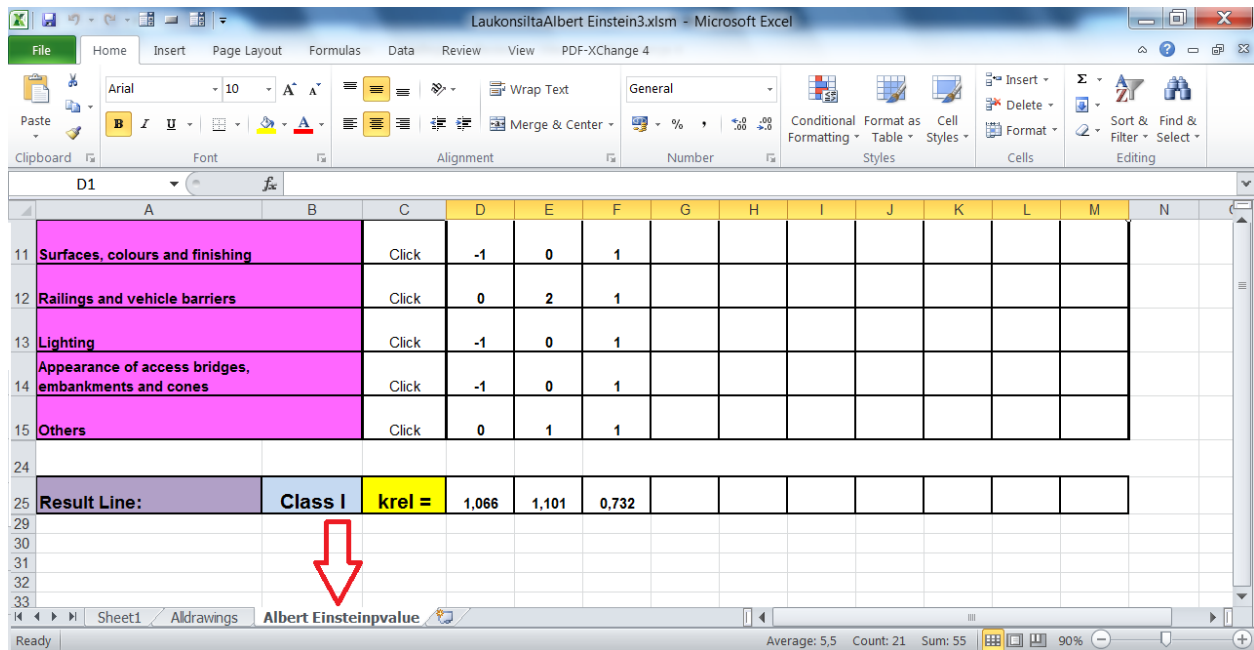 LaukonsiltaAlbert Einstein3.xlsm - Microsoft Excel
File Home Insert Page Layout Formulas Data Review View PDF-XChange 4
Arial 10 A A Wrap Text General Insert Σ
Paste B I U A Merge & Center % , Conditional Formatting Format as Table Cell Styles Delete Format Sort & Filter Find & Select
Clipboard Font Alignment Number Styles Cells Editing
D1 fx
A B C D E F G H I J K L M N
11 Surfaces, colours and finishing Click -1 0 1
12 Railings and vehicle barriers Click 0 2 1
13 Lighting Click -1 0 1
Appearance of access bridges,
14 embankments and cones Click -1 0 1
15 Others Click 0 1 1
24
25 Result Line: Class I krel = 1,066 1,101 0,732
29
30
31
32
33
Sheet1 Alldrawings Albert Einsteinpvalue
Ready Average: 5,5 Count: 21 Sum: 55 90%